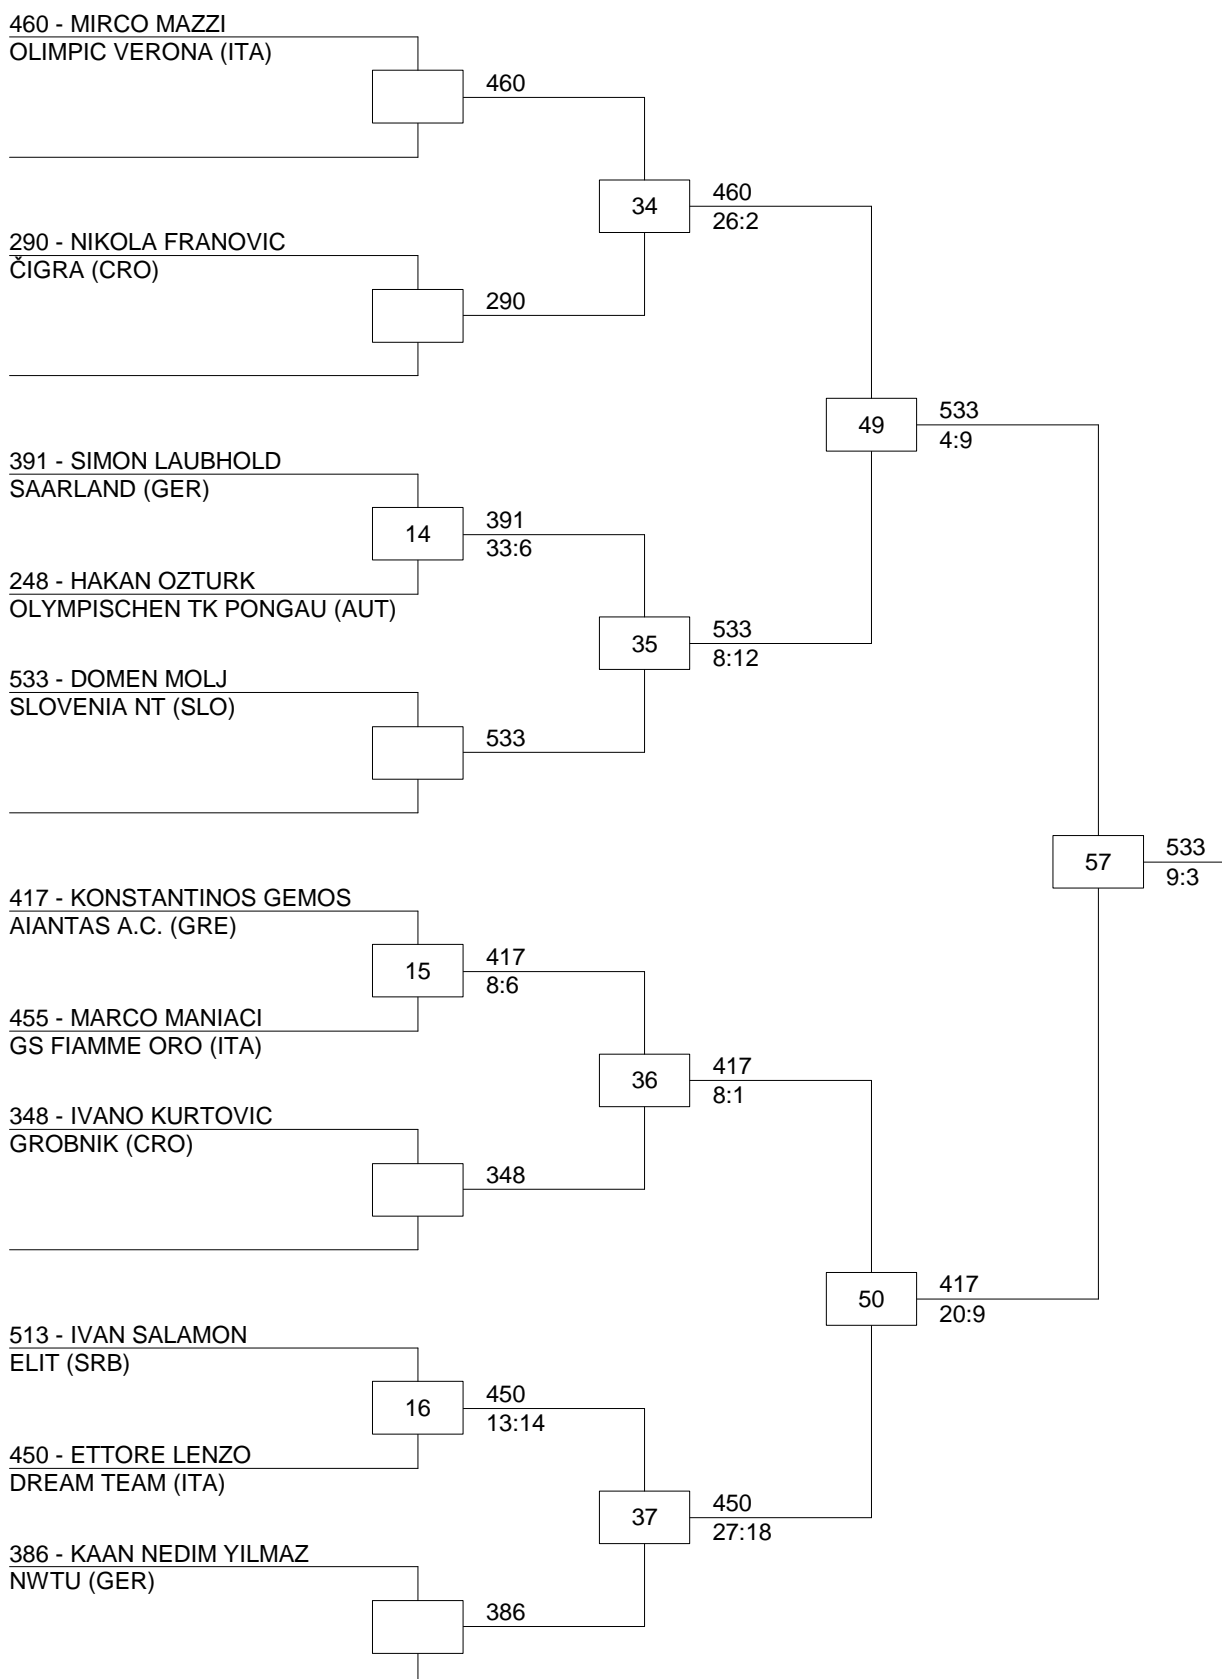 460 - MIRCO MAZZI
OLIMPIC VERONA (ITA)
460
34
460
26:2
290 - NIKOLA FRANOVIC
ČIGRA (CRO)
290
49
533
4:9
391 - SIMON LAUBHOLD
SAARLAND (GER)
14
391
33:6
248 - HAKAN OZTURK
OLYMPISCHEN TK PONGAU (AUT)
35
533
8:12
533 - DOMEN MOLJ
SLOVENIA NT (SLO)
533
57
533
9:3
417 - KONSTANTINOS GEMOS
AIANTAS A.C. (GRE)
15
417
8:6
455 - MARCO MANIACI
GS FIAMME ORO (ITA)
36
417
8:1
348 - IVANO KURTOVIC
GROBNIK (CRO)
348
50
417
20:9
513 - IVAN SALAMON
ELIT (SRB)
16
450
13:14
450 - ETTORE LENZO
DREAM TEAM (ITA)
37
450
27:18
386 - KAAN NEDIM YILMAZ
NWTU (GER)
386